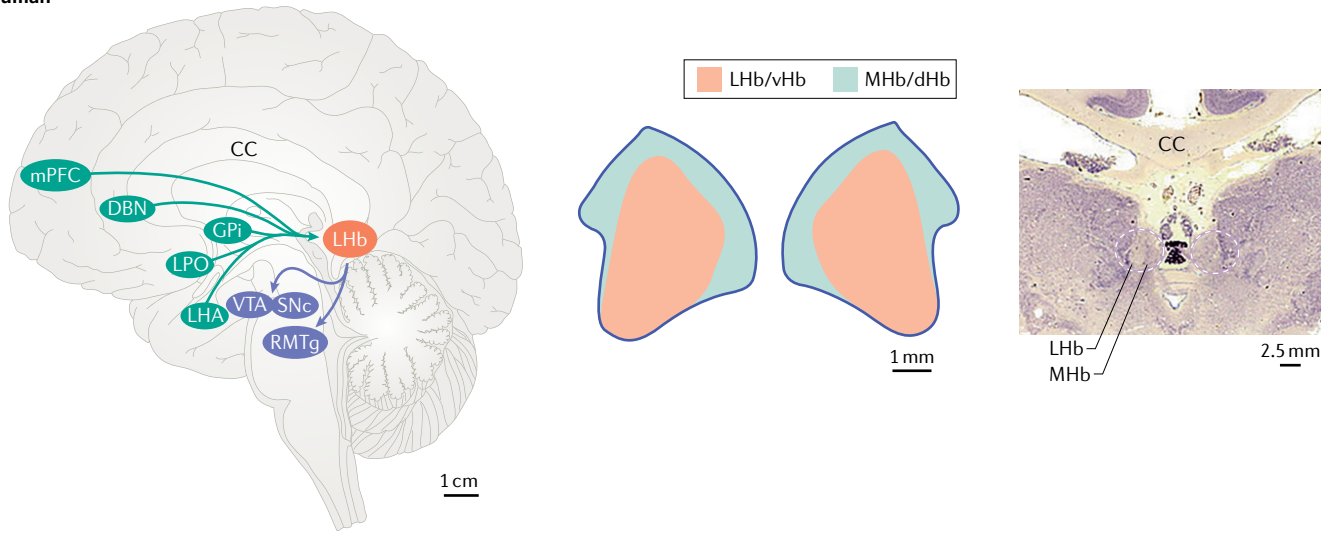 CC
mPFC
DBN
GPi
LHb
LPO
LHA
VTA
SNc
RMTg
1 cm
LHb/vHb
MHb/dHb
1 mm
CC
LHb
MHb
2.5 mm